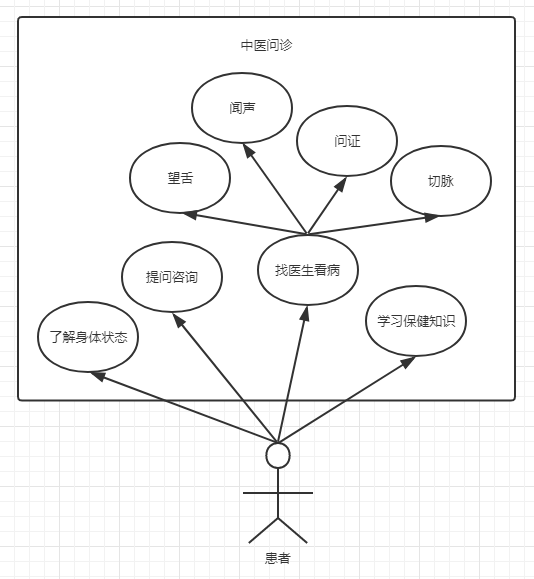 中医问诊
闻声
问证
望舌
切脉
提问咨询
找医生看病
学习保健知识
了解身体状态
患者